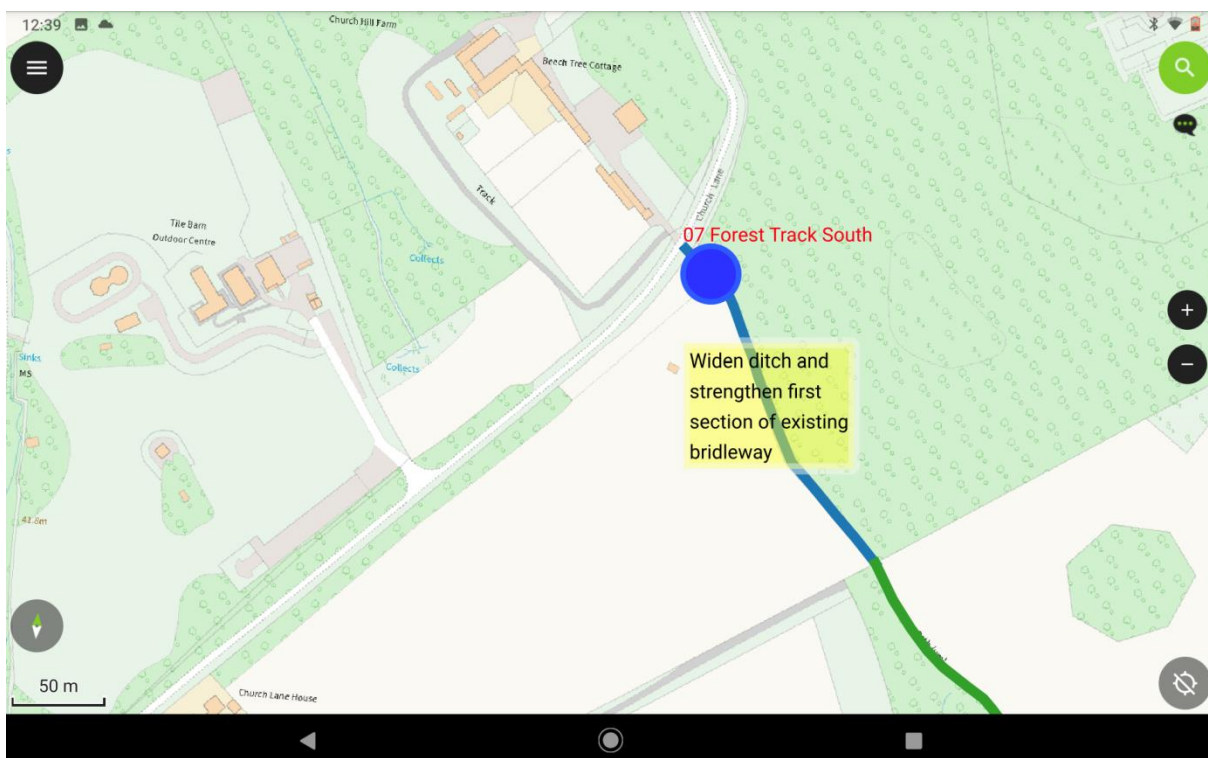 12:39
Church Hill Farm
Beech Tree Cottage
Track
Church Lane
Tile Barn
Outdoor Centre
07 Forest Track South
Collects
Collects
Sinks
MS
Widen ditch and
strengthen first
section of existing
bridleway
+
−
41.8m
50 m
Church Lane House